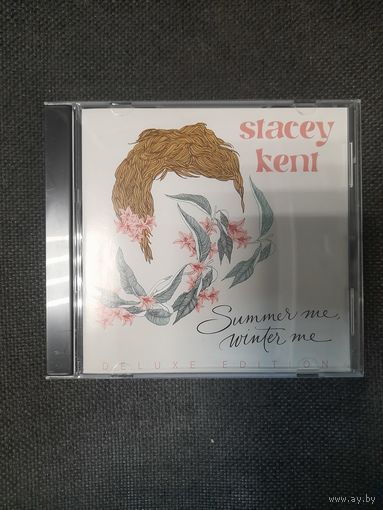 stacey
kent
Summer me,
winter me
DELUXE EDITION
www.ay.by